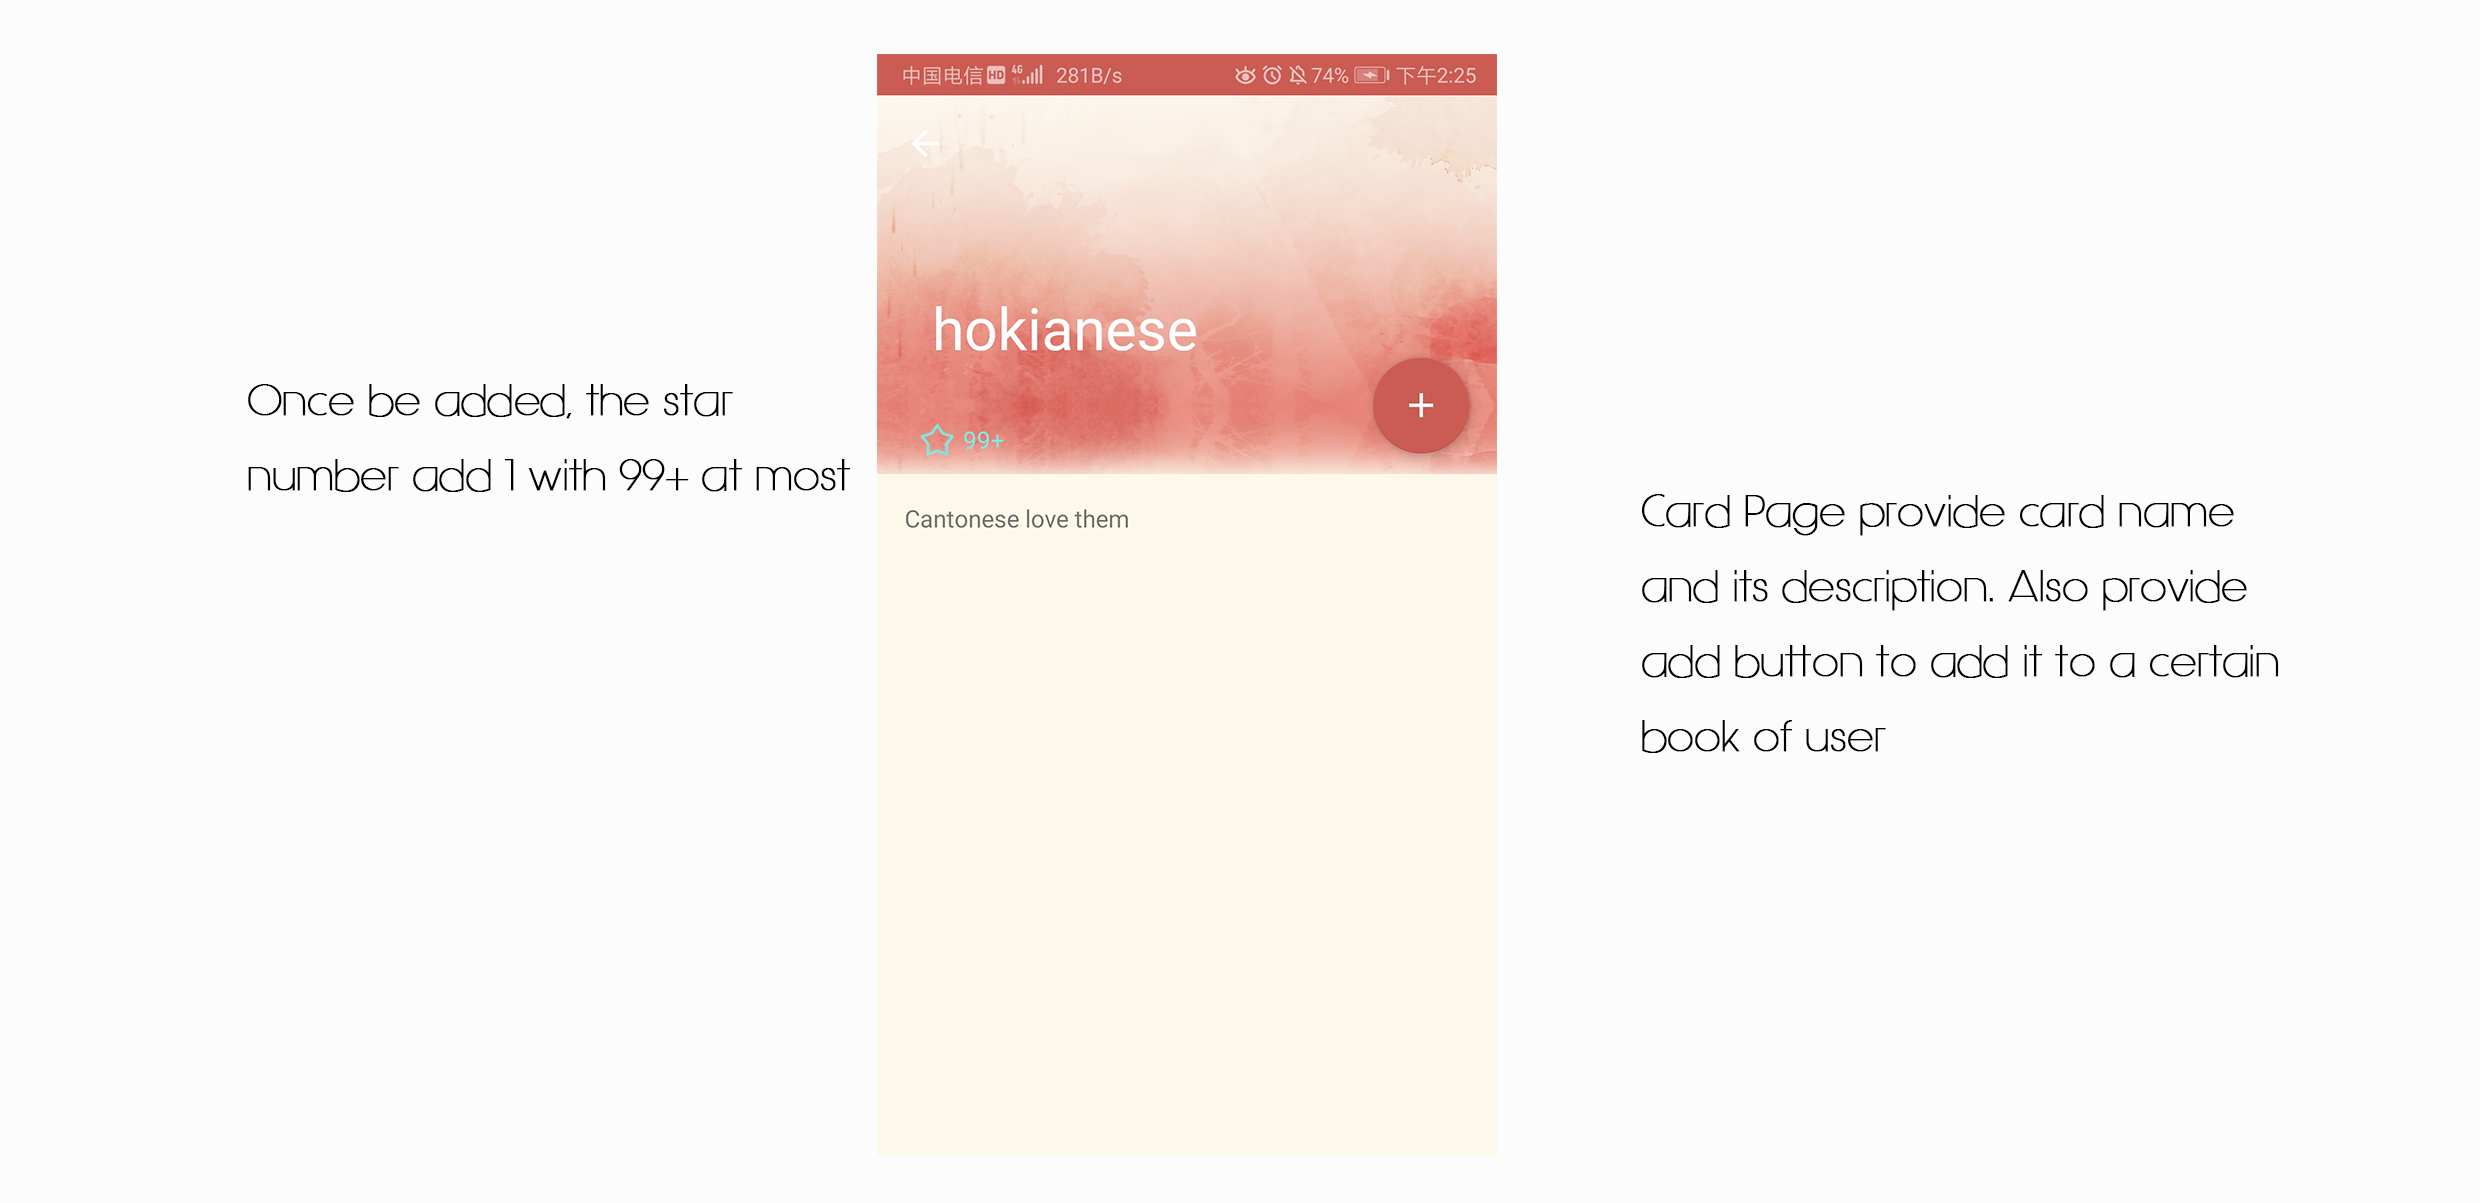 中国电信 HD 4G 281B/s 74% 下午2:25
hokianese
99+
Cantonese love them
Once be added, the star
number add 1 with 99+ at most
Card Page provide card name
and its description. Also provide
add button to add it to a certain
book of user